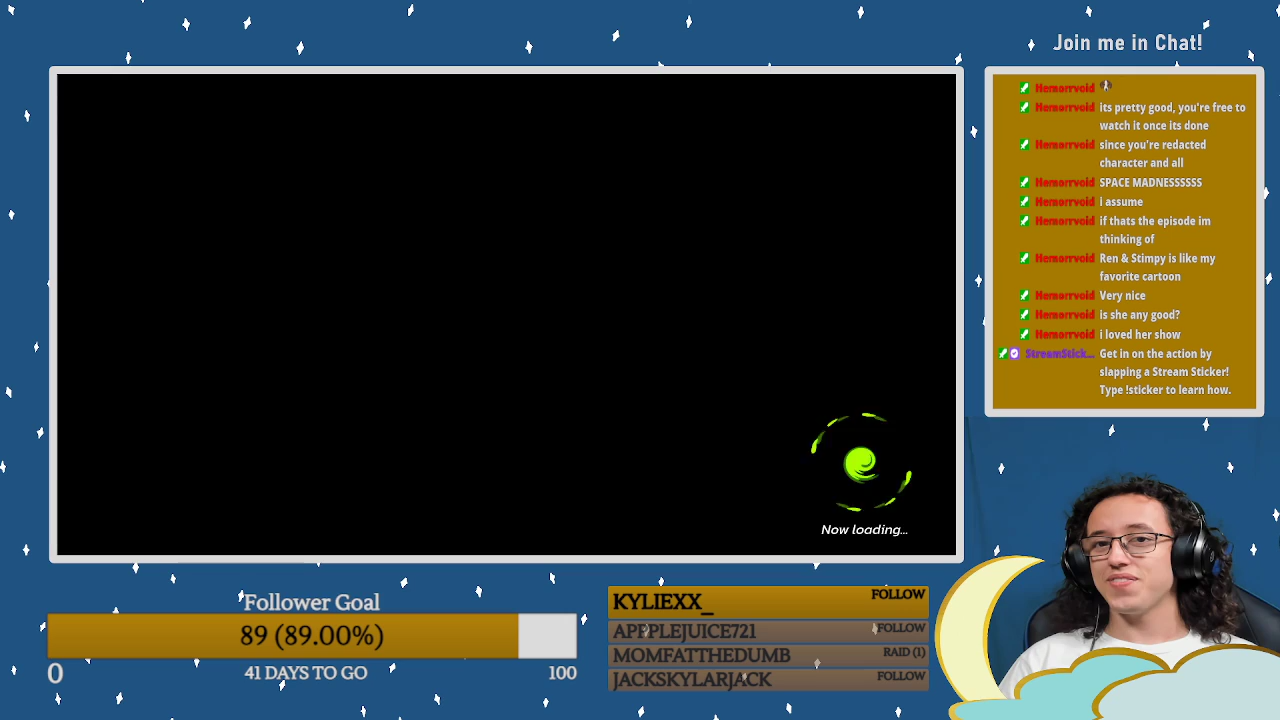 Join me in Chat!
Hemorrvoid
Hemorrvoid its pretty good, you're free to
watch it once its done
Hemorrvoid since you're redacted
character and all
Hemorrvoid SPACE MADNESSSSSS
Hemorrvoid i assume
Hemorrvoid if thats the episode im
thinking of
Hemorrvoid Ren & Stimpy is like my
favorite cartoon
Hemorrvoid Very nice
Hemorrvoid is she any good?
Hemorrvoid i loved her show
StreamStick... Get in on the action by
slapping a Stream Sticker!
Type !sticker to learn how.
Now loading...
Follower Goal
89 (89.00%)
0 41 DAYS TO GO 100
KYLIEXX_ FOLLOW
APPPLEJUICE721 FOLLOW
MOMFATTHEDUMB RAID (1)
JACKSKYLARJACK FOLLOW